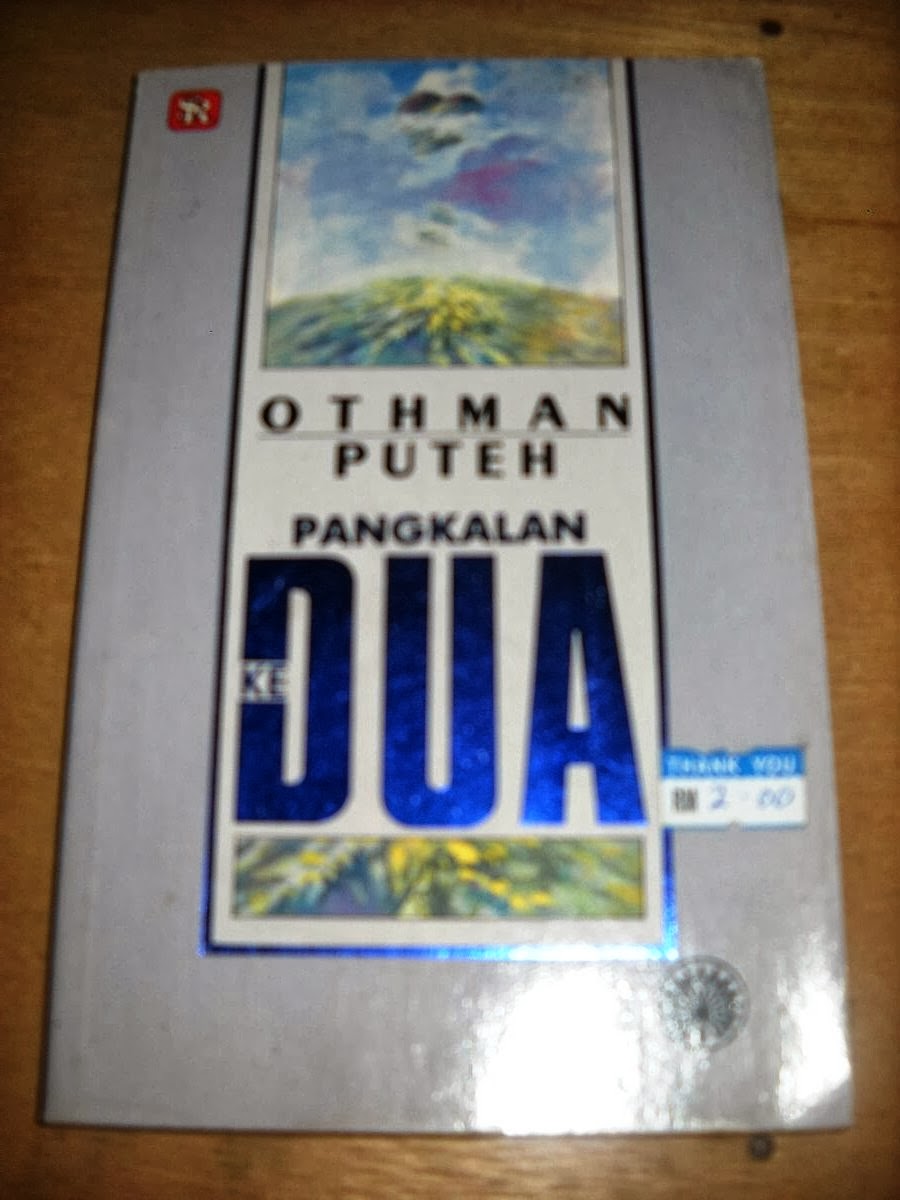 OTHMAN
PUTEH
PANGKALAN
KE
DUA
THANK YOU
RM 2.00